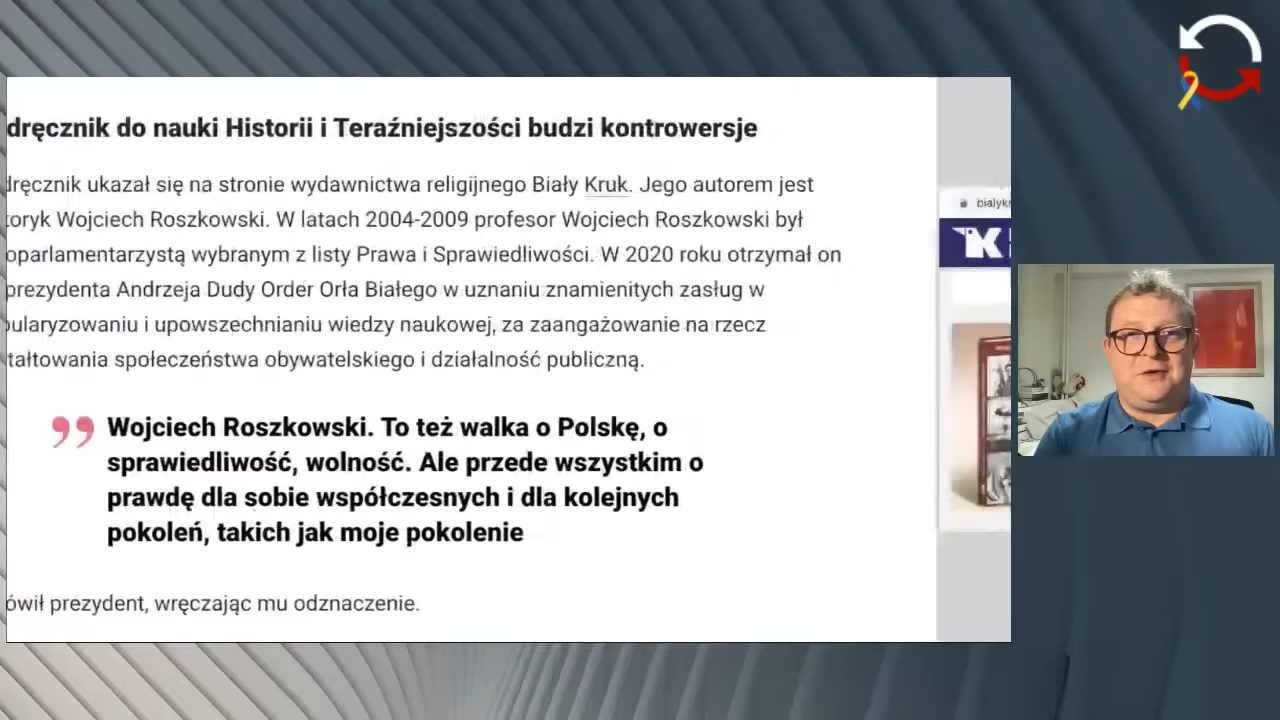 dręcznik do nauki Historii i Teraźniejszości budzi kontrowersje
dręcznik ukazał się na stronie wydawnictwa religijnego Biały Kruk. Jego autorem jest
toryk Wojciech Roszkowski. W latach 2004-2009 profesor Wojciech Roszkowski był
oparlamentarzystą wybranym z listy Prawa i Sprawiedliwości. W 2020 roku otrzymał on
prezydenta Andrzeja Dudy Order Orła Białego w uznaniu znamienitych zasług w
pularyzowaniu i upowszechnianiu wiedzy naukowej, za zaangażowanie na rzecz
ztałtowania społeczeństwa obywatelskiego i działalność publiczną.
Wojciech Roszkowski. To też walka o Polskę, o
sprawiedliwość, wolność. Ale przede wszystkim o
prawdę dla sobie współczesnych i dla kolejnych
pokoleń, takich jak moje pokolenie
ówił prezydent, wręczając mu odznaczenie.
bialykr
K